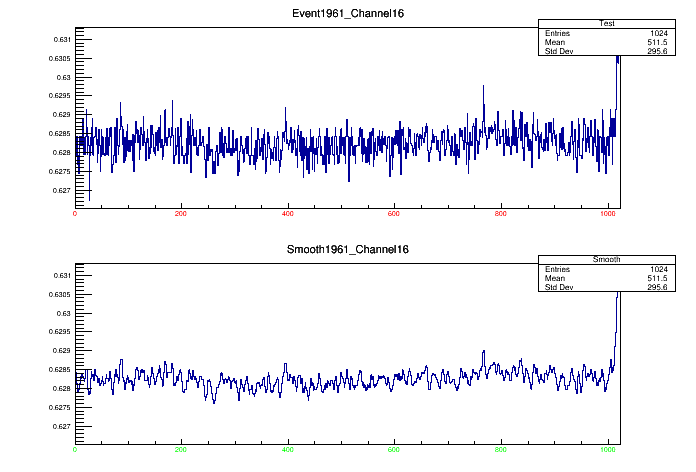 Event1961_Channel16
Test
Entries 1024
Mean 511.5
Std Dev 295.6
0.631
0.6305
0.63
0.6295
0.629
0.6285
0.628
0.6275
0.627
0 200 400 600 800 1000
Smooth1961_Channel16
Smooth
Entries 1024
Mean 511.5
Std Dev 295.6
0.631
0.6305
0.63
0.6295
0.629
0.6285
0.628
0.6275
0.627
0 200 400 600 800 1000